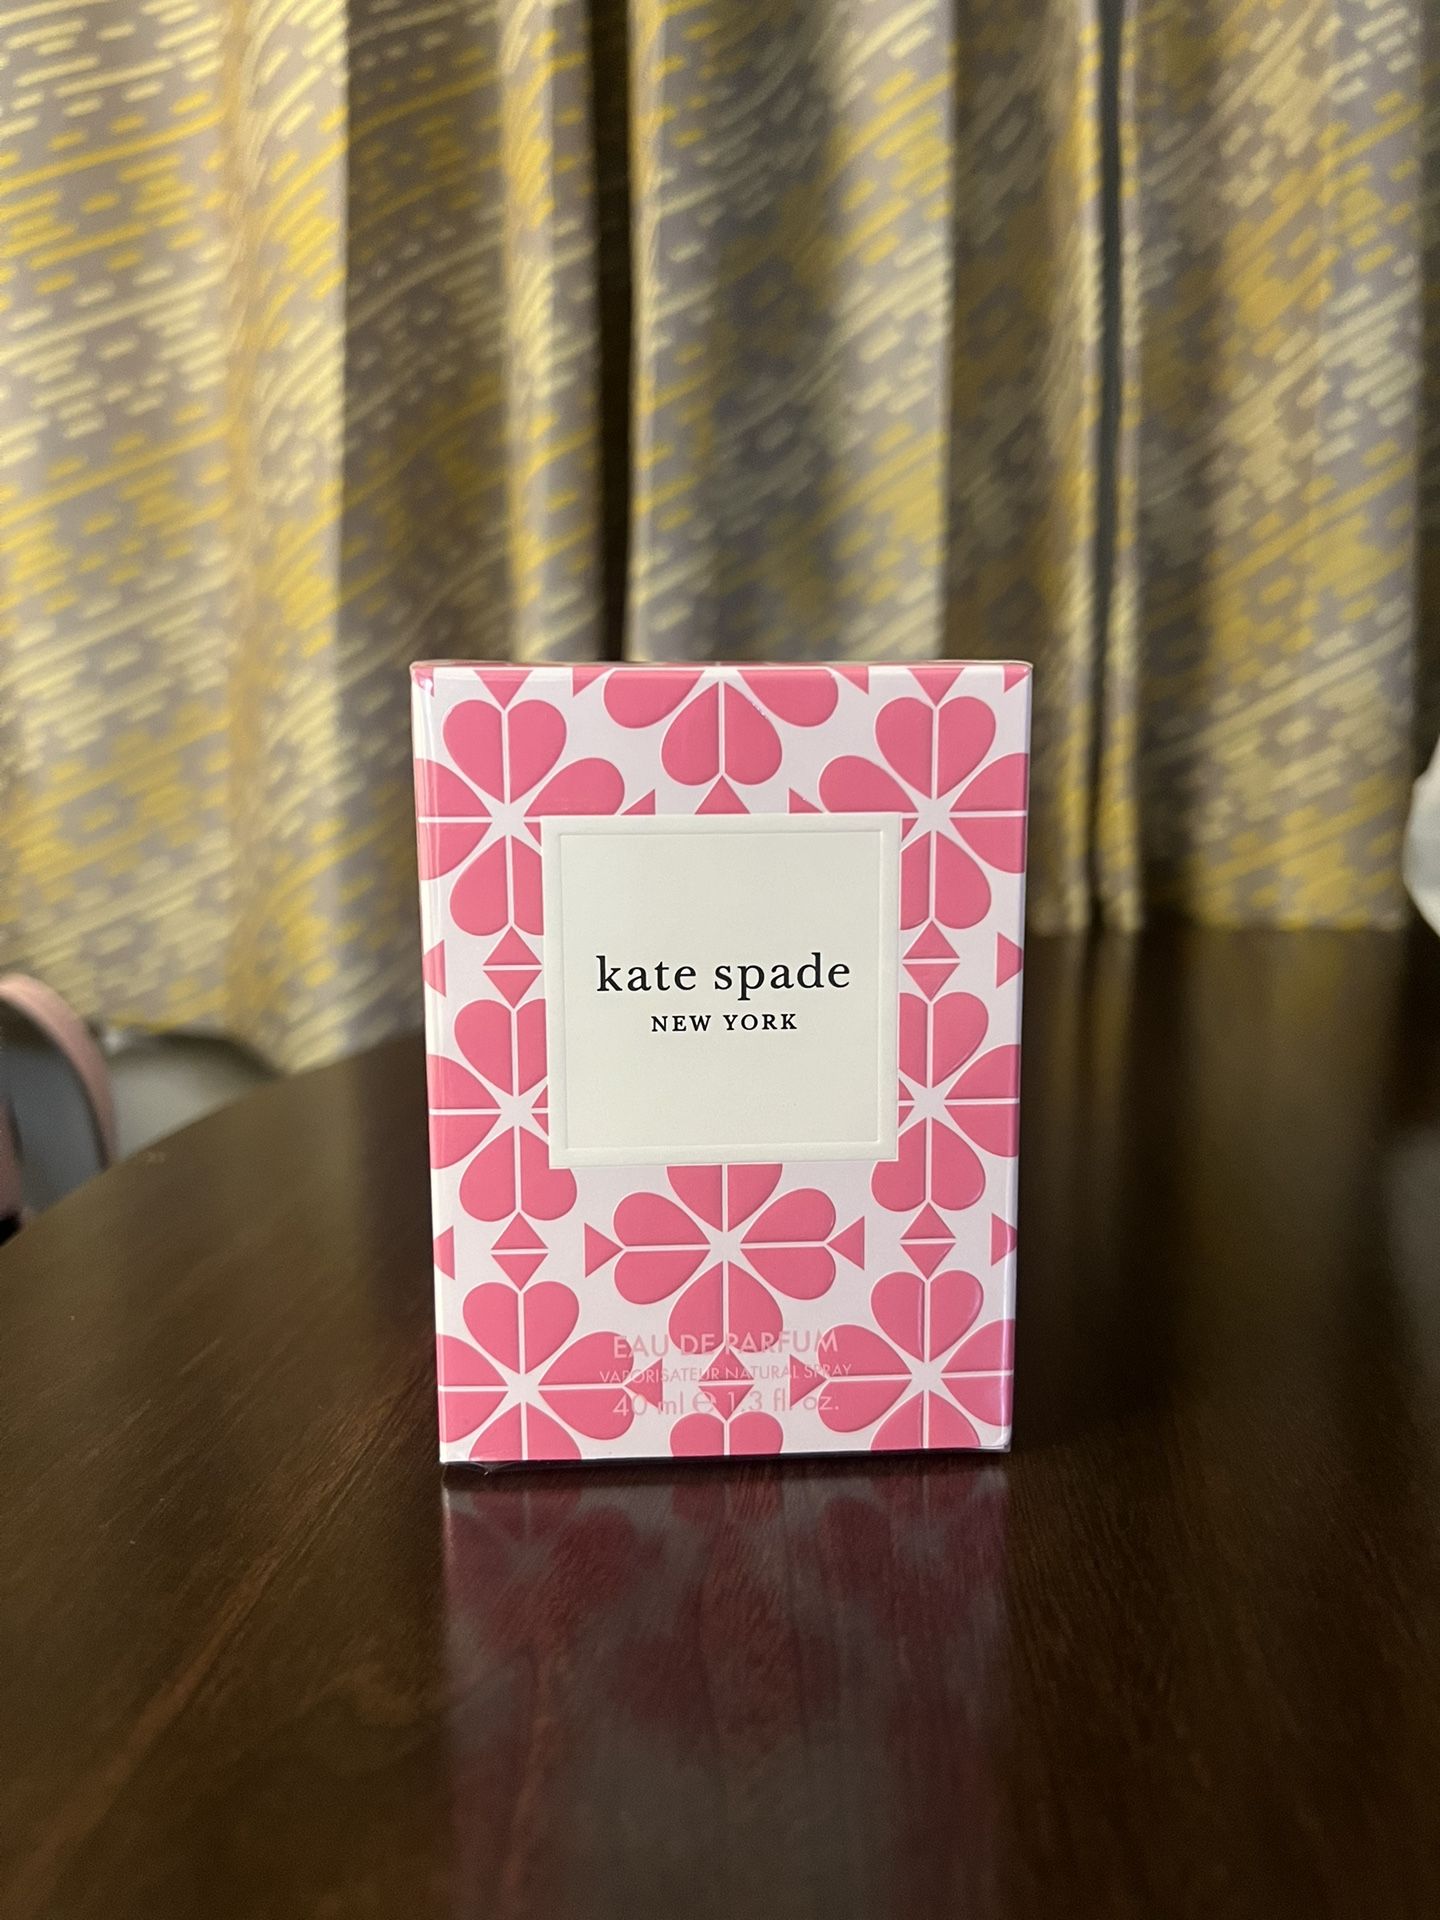 kate spade
NEW YORK
EAU DE PARFUM
VAPORISATEUR NATURAL SPRAY
40 ml ℮ 1.3 fl. oz.